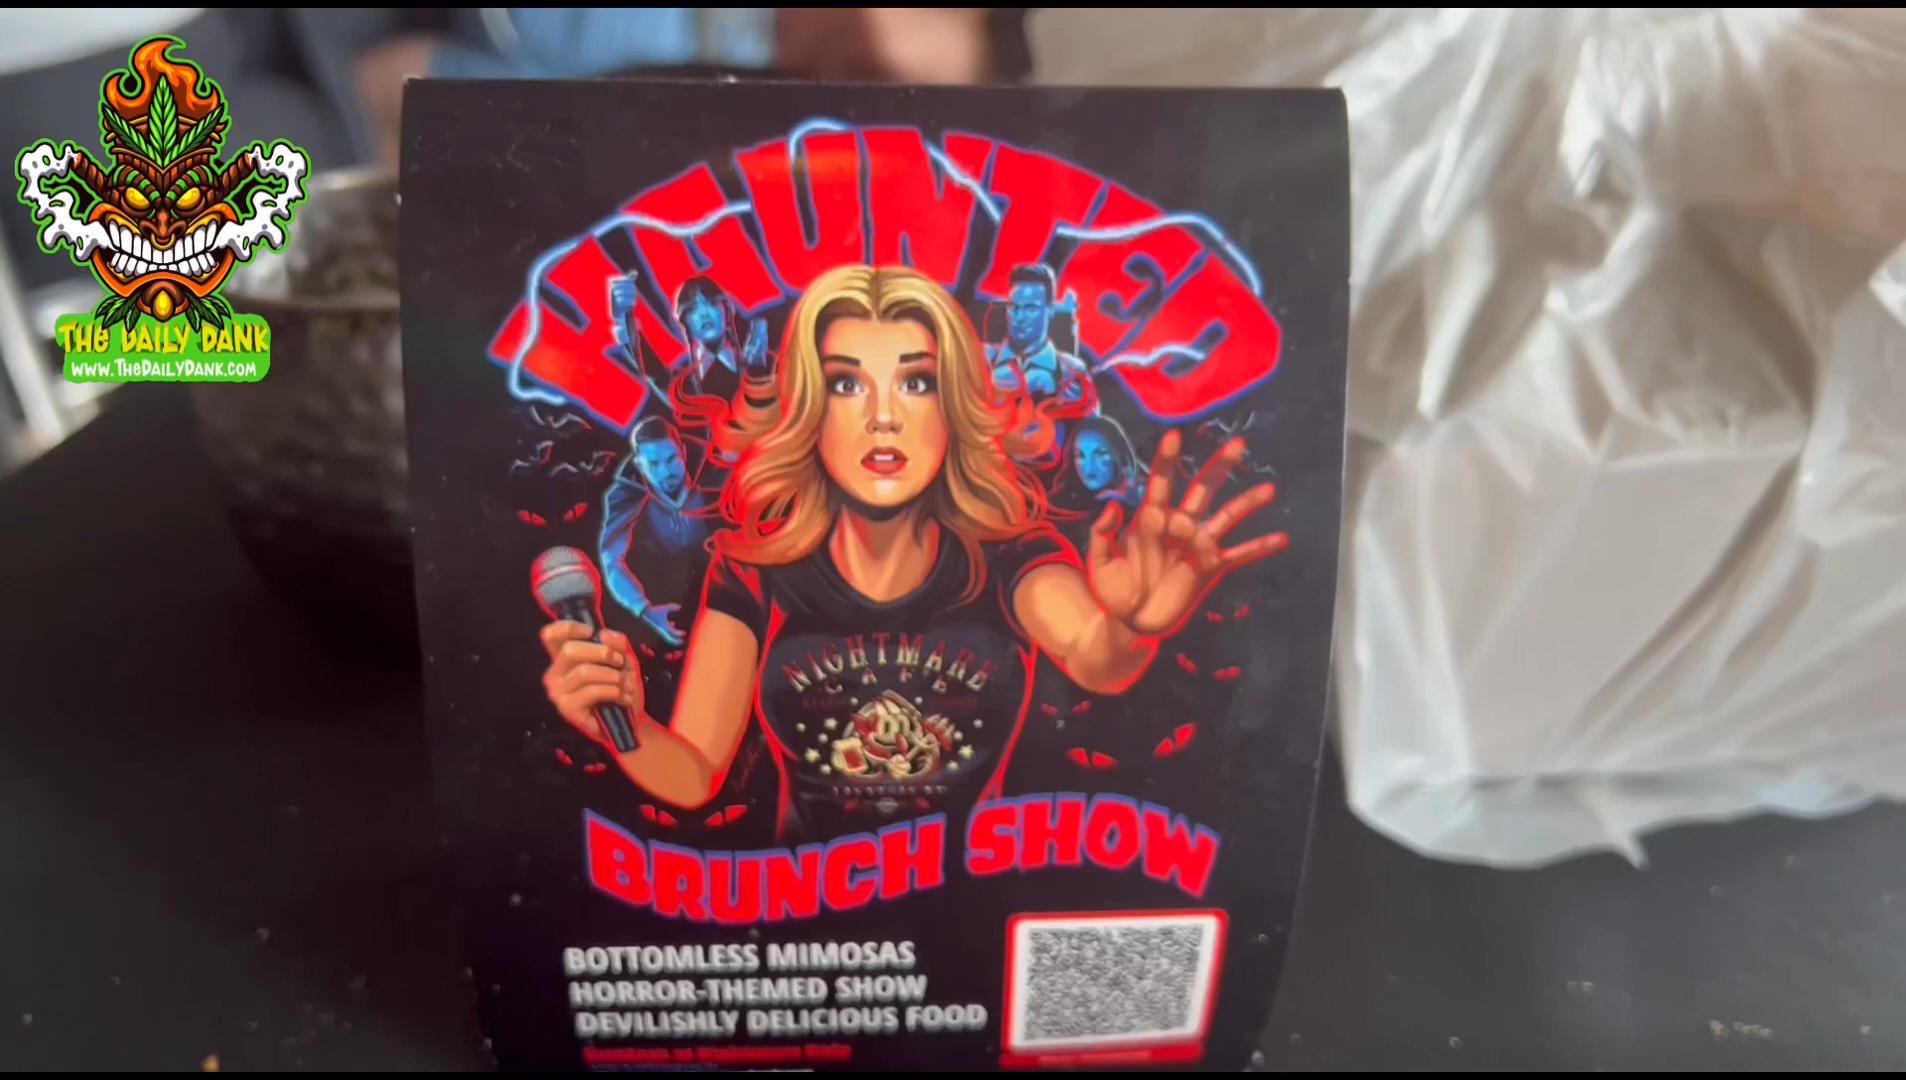 THE DAILY DANK
WWW.THEDAILYDANK.COM
HAUNTED
NIGHTMARE
CAFE
BRUNCH SHOW
BOTTOMLESS MIMOSAS
HORROR-THEMED SHOW
DEVILISHLY DELICIOUS FOOD